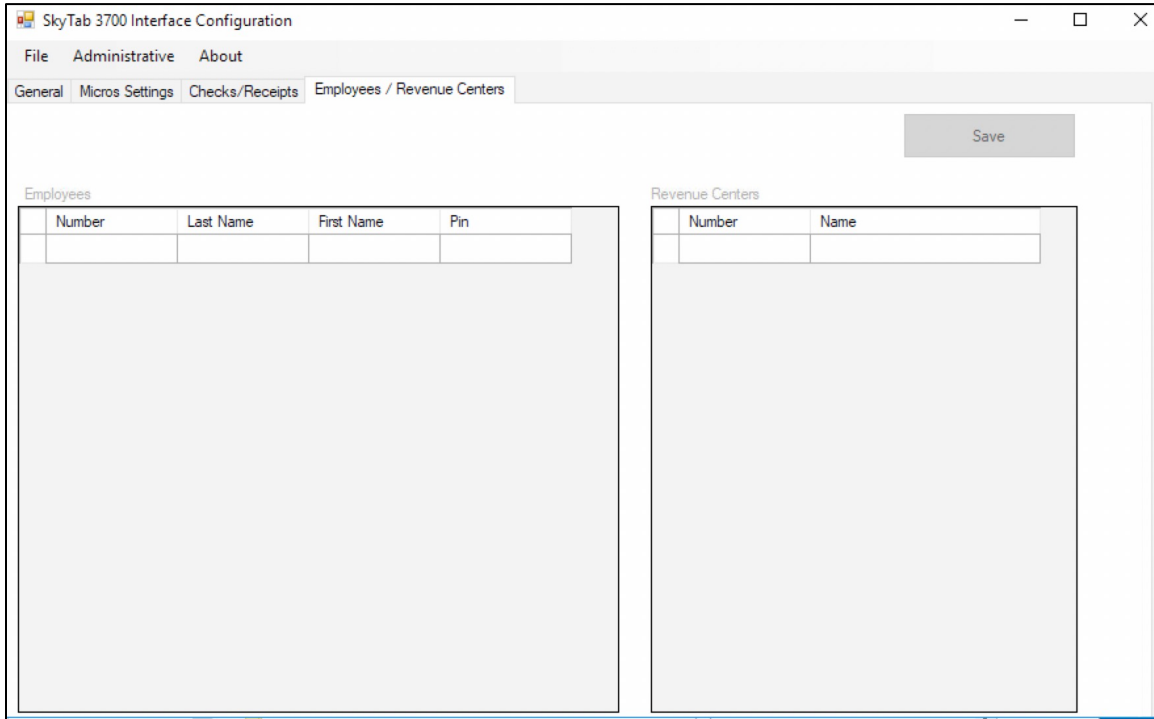 SkyTab 3700 Interface Configuration
File Administrative About
General Micros Settings Checks/Receipts Employees / Revenue Centers
Save
Employees
Number Last Name First Name Pin
Revenue Centers
Number Name